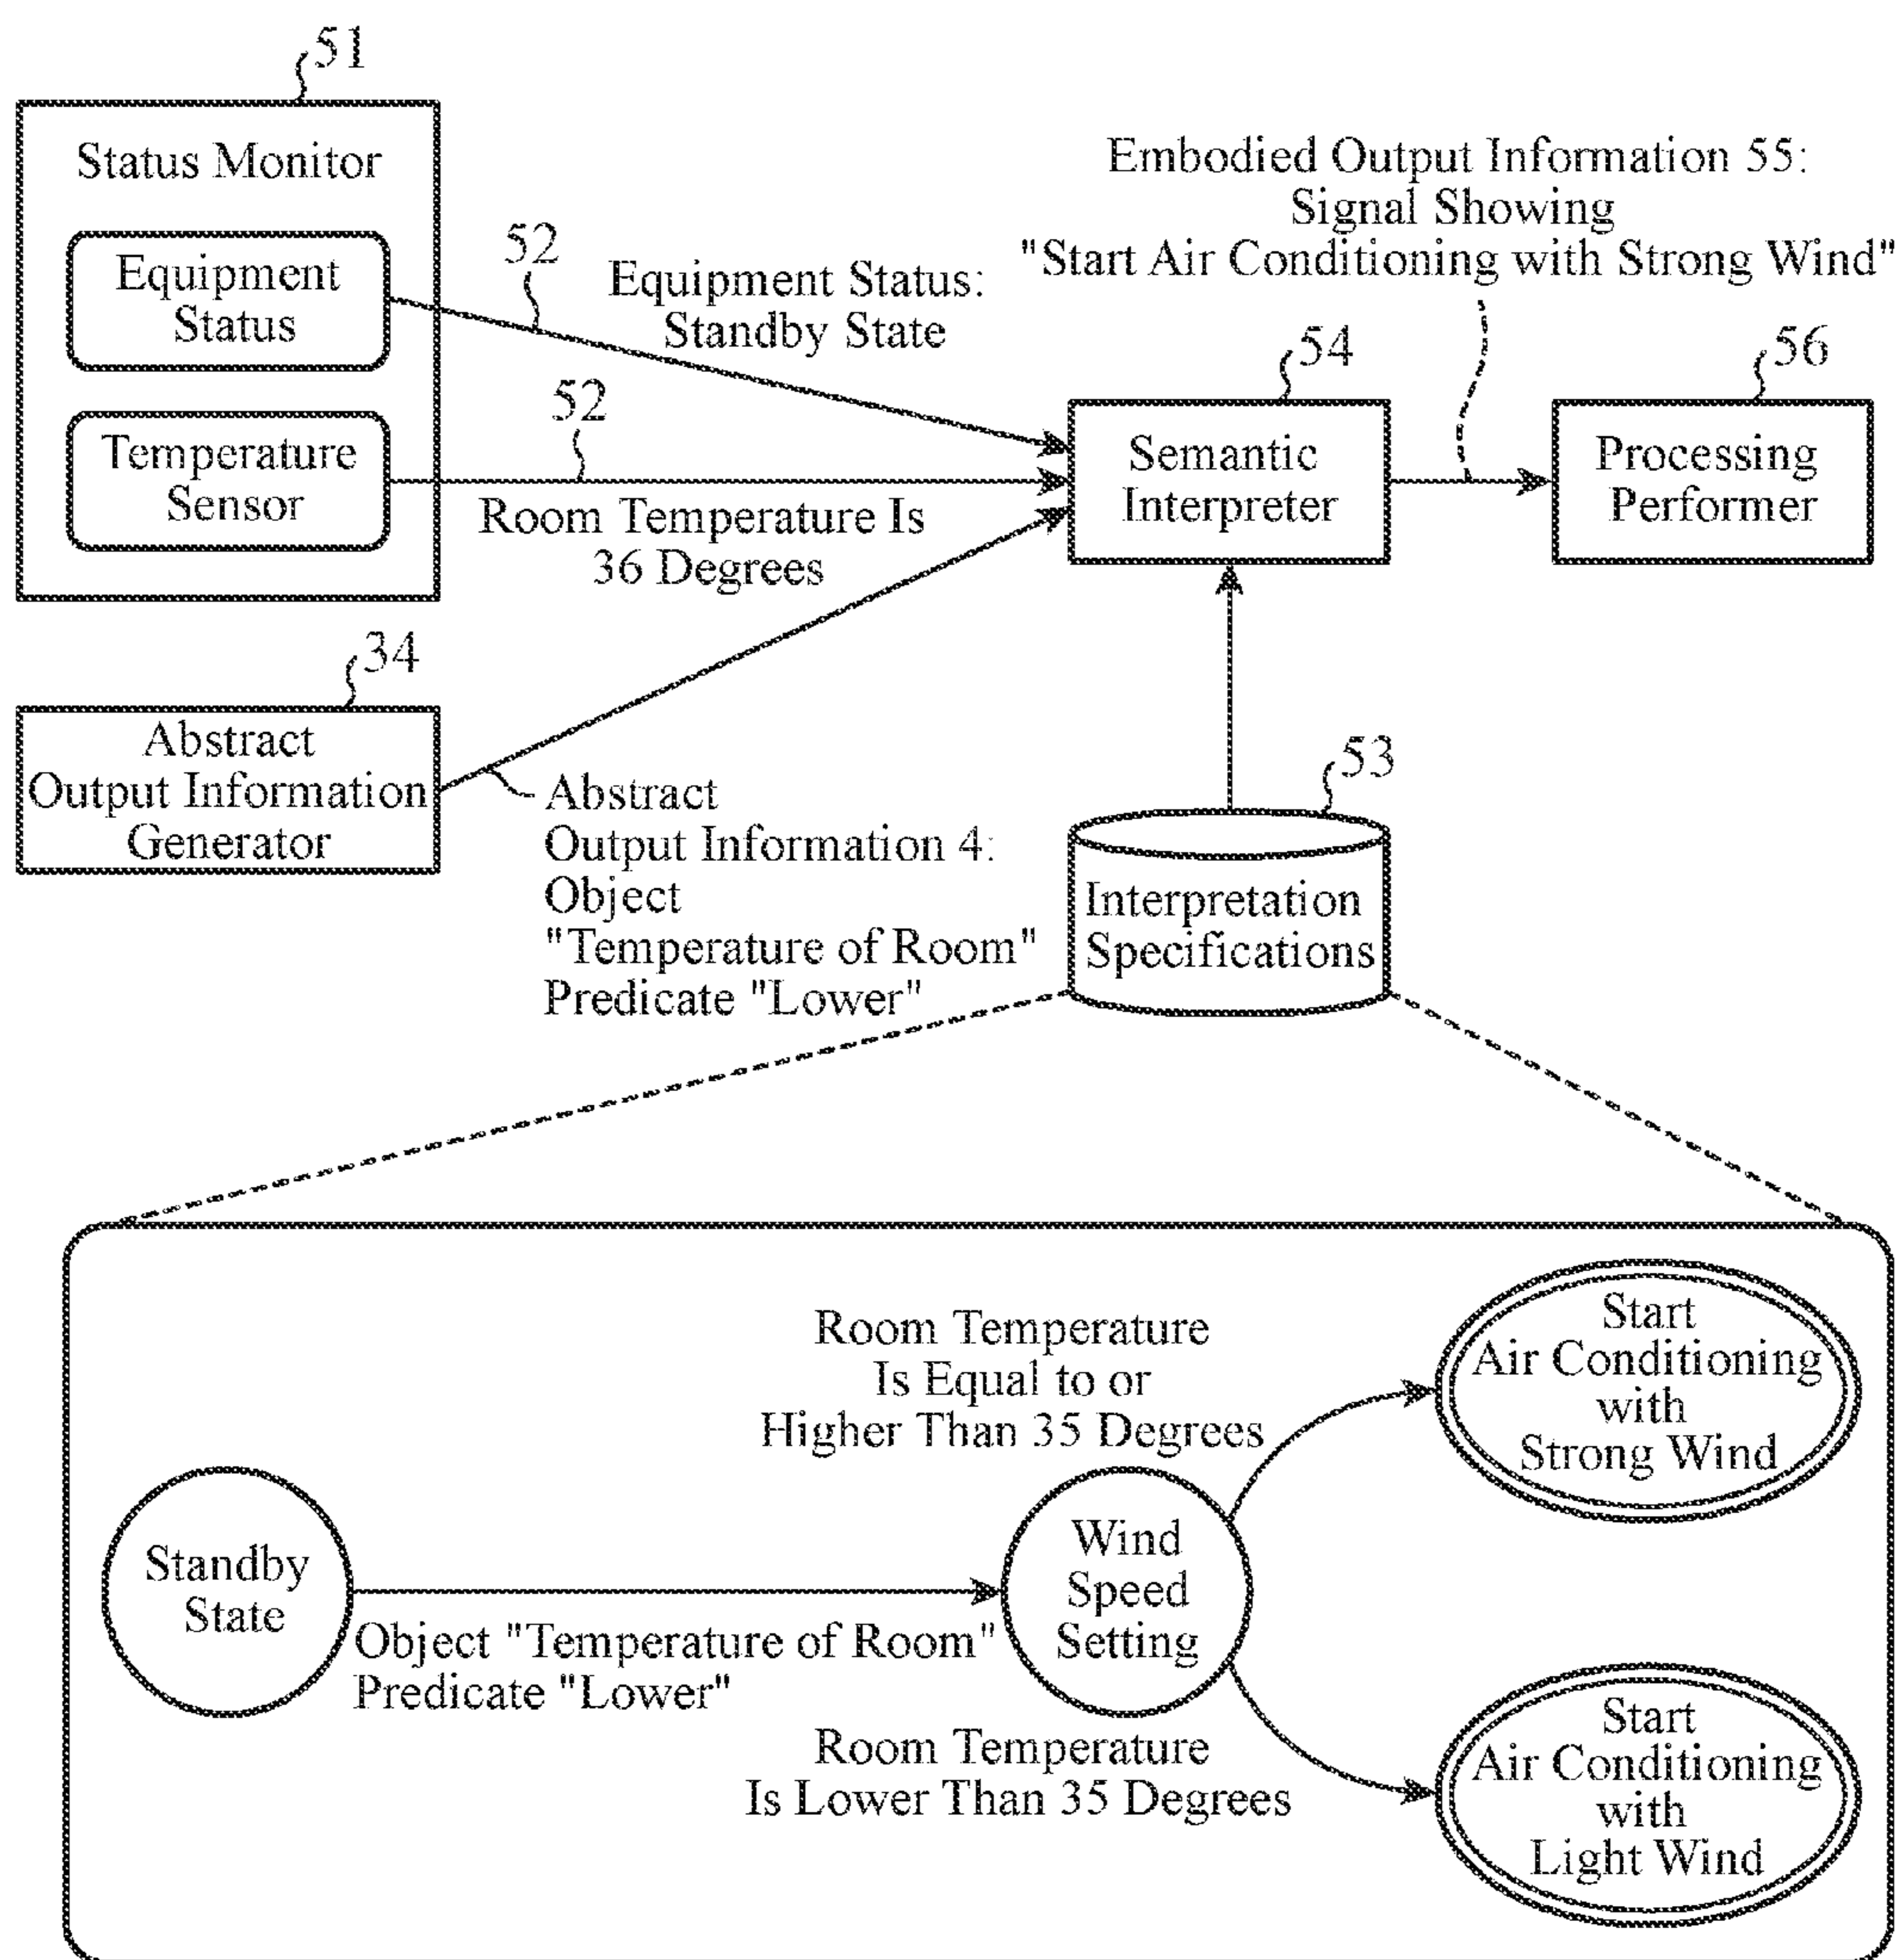 51
Status Monitor
Equipment
Status
Temperature
Sensor
52
Equipment Status:
Standby State
52
Room Temperature Is
36 Degrees
Embodied Output Information 55:
Signal Showing
"Start Air Conditioning with Strong Wind"
54
Semantic
Interpreter
56
Processing
Performer
34
Abstract
Output Information
Generator
Abstract
Output Information 4:
Object
"Temperature of Room"
Predicate "Lower"
53
Interpretation
Specifications
Standby
State
Object "Temperature of Room"
Predicate "Lower"
Wind
Speed
Setting
Room Temperature
Is Equal to or
Higher Than 35 Degrees
Start
Air Conditioning
with
Strong Wind
Room Temperature
Is Lower Than 35 Degrees
Start
Air Conditioning
with
Light Wind